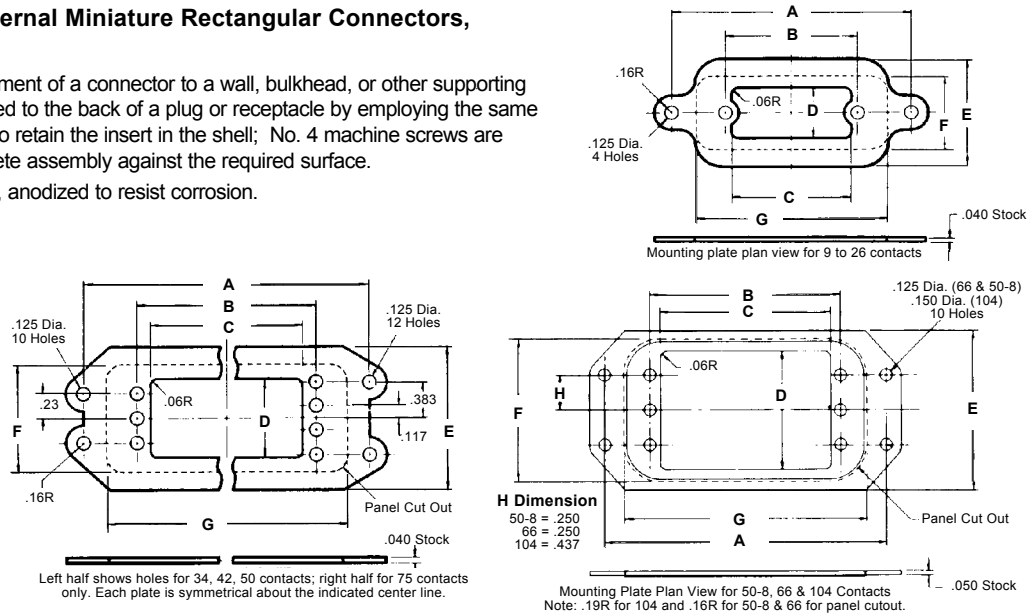 ernal Miniature Rectangular Connectors,
ment of a connector to a wall, bulkhead, or other supporting
ed to the back of a plug or receptacle by employing the same
o retain the insert in the shell;  No. 4 machine screws are
ete assembly against the required surface.
, anodized to resist corrosion.
A
B
.16R
.06R
D
F
E
.125 Dia.
4 Holes
C
G
.040 Stock
Mounting plate plan view for 9 to 26 contacts
A
B
C
.125 Dia.
10 Holes
.125 Dia.
12 Holes
.06R
.383
.23
F
D
E
.117
.16R
Panel Cut Out
G
.040 Stock
Left half shows holes for 34, 42, 50 contacts; right half for 75 contacts
only. Each plate is symetrical about the indicated center line.
B
C
.125 Dia. (66 & 50-8)
.150 Dia. (104)
10 Holes
.06R
H
F
D
E
H Dimension
50-8 = .250
66 = .250
104 = .437
G
A
Panel Cut Out
.050 Stock
Mounting Plate Plan View for 50-8, 66 & 104 Contacts
Note: .19R for 104 and .16R for 50-8 & 66 for panel cutout.